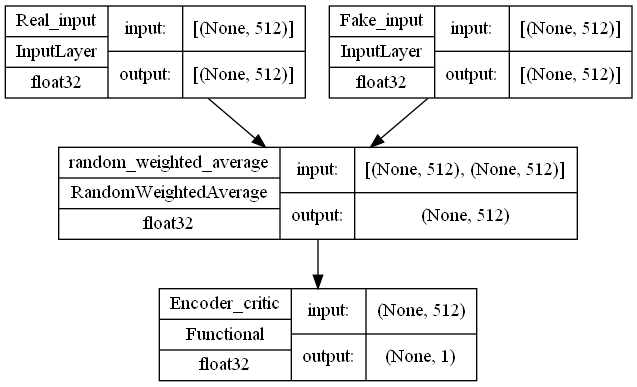 Real_input
InputLayer
float32
input:
[(None, 512)]
output:
[(None, 512)]
Fake_input
InputLayer
float32
input:
[(None, 512)]
output:
[(None, 512)]
random_weighted_average
RandomWeightedAverage
float32
input:
[(None, 512), (None, 512)]
output:
(None, 512)
Encoder_critic
Functional
float32
input:
(None, 512)
output:
(None, 1)